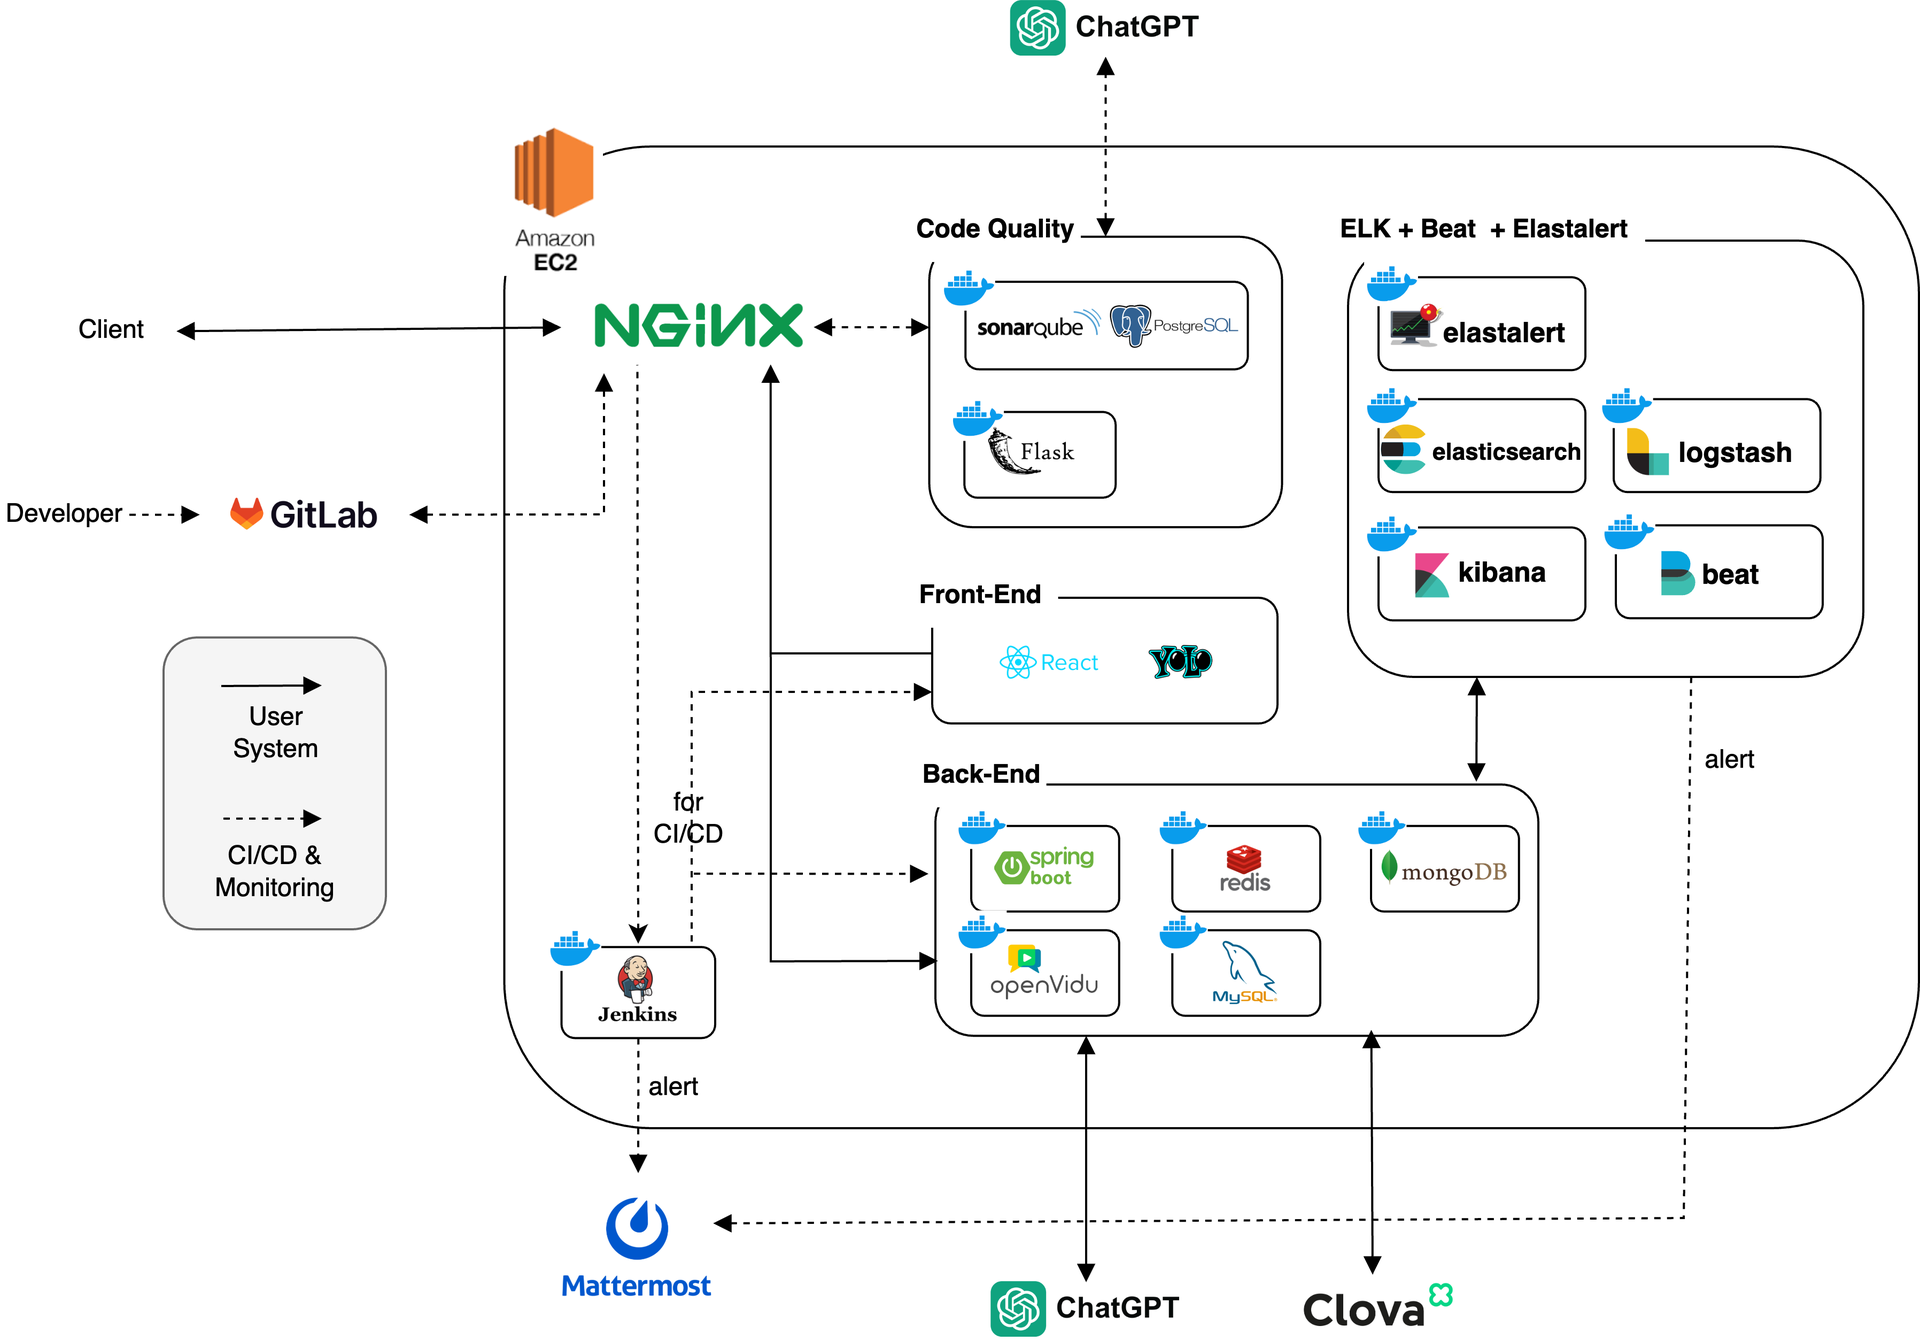 ChatGPT
Amazon
EC2
Code Quality
ELK + Beat + Elastalert
Client
NGINX
sonarqube
PostgreSQL
elastalert
Flask
elasticsearch
logstash
Developer
GitLab
kibana
beat
Front-End
React
YOLO
User
System
alert
Back-End
for
CI/CD
CI/CD &
Monitoring
spring
boot
redis
mongoDB
openVidu
MySQL
Jenkins
alert
Mattermost
ChatGPT
Clova